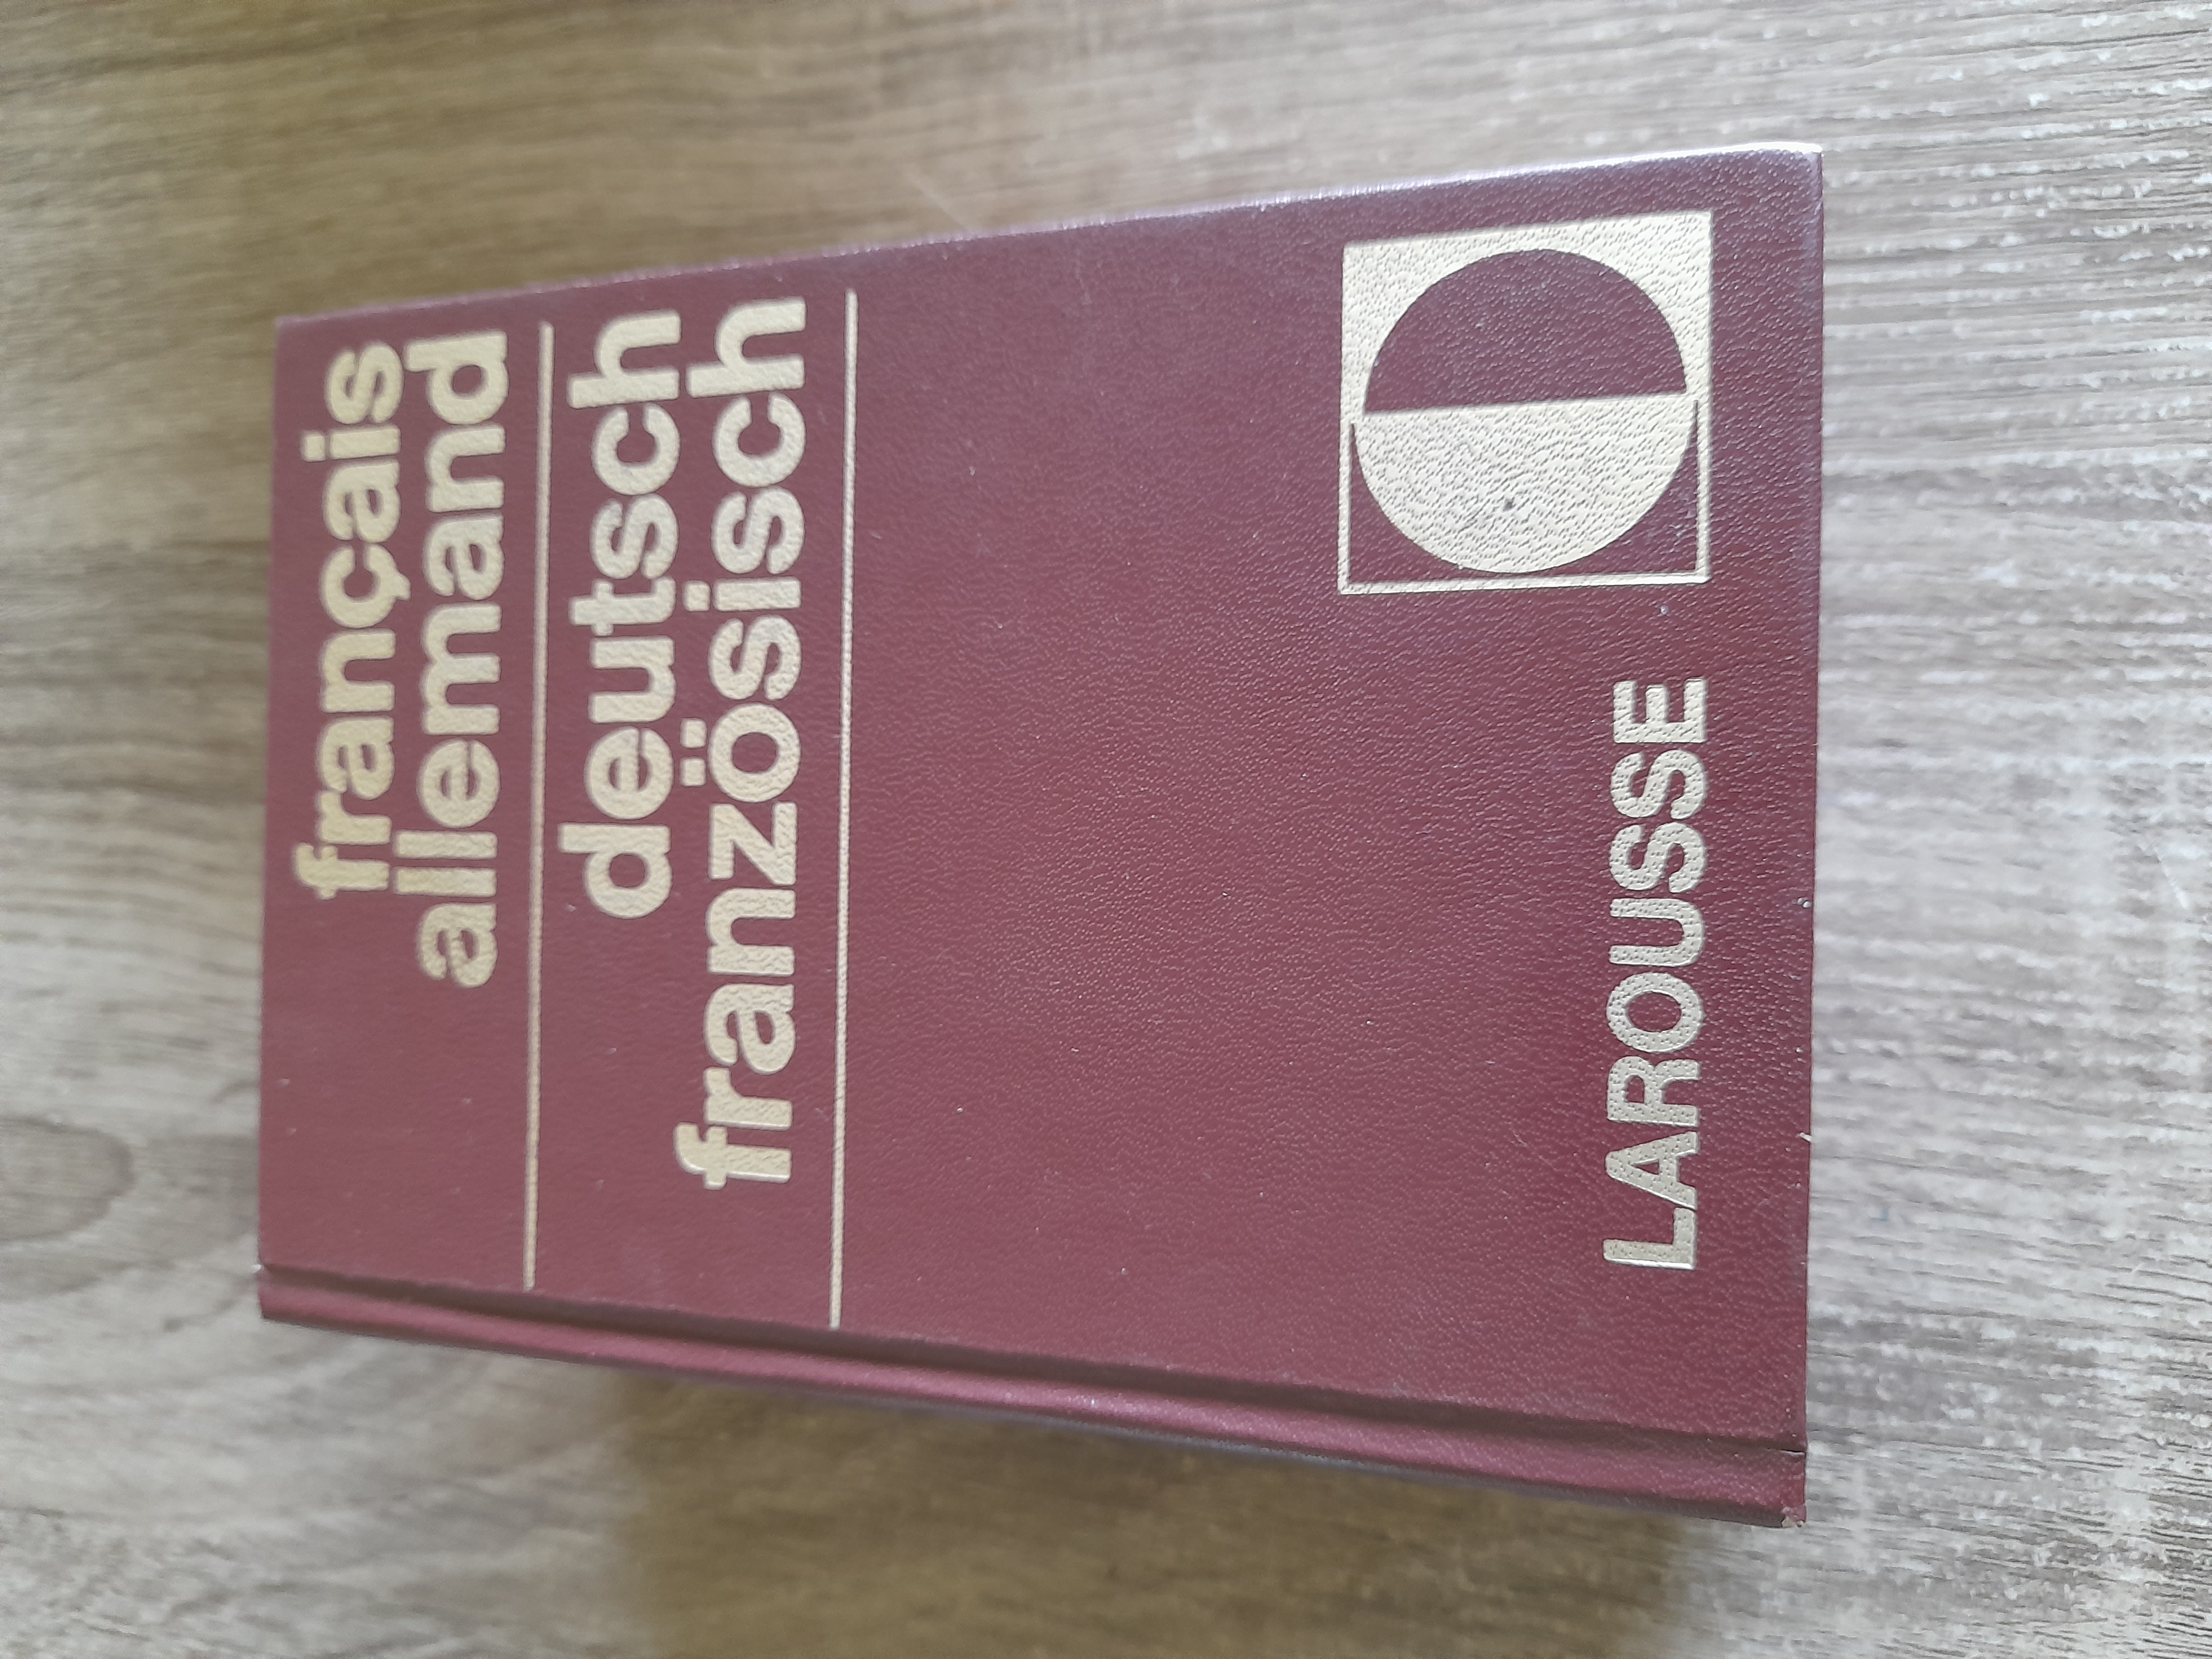 français
allemand
deutsch
französisch
LAROUSSE